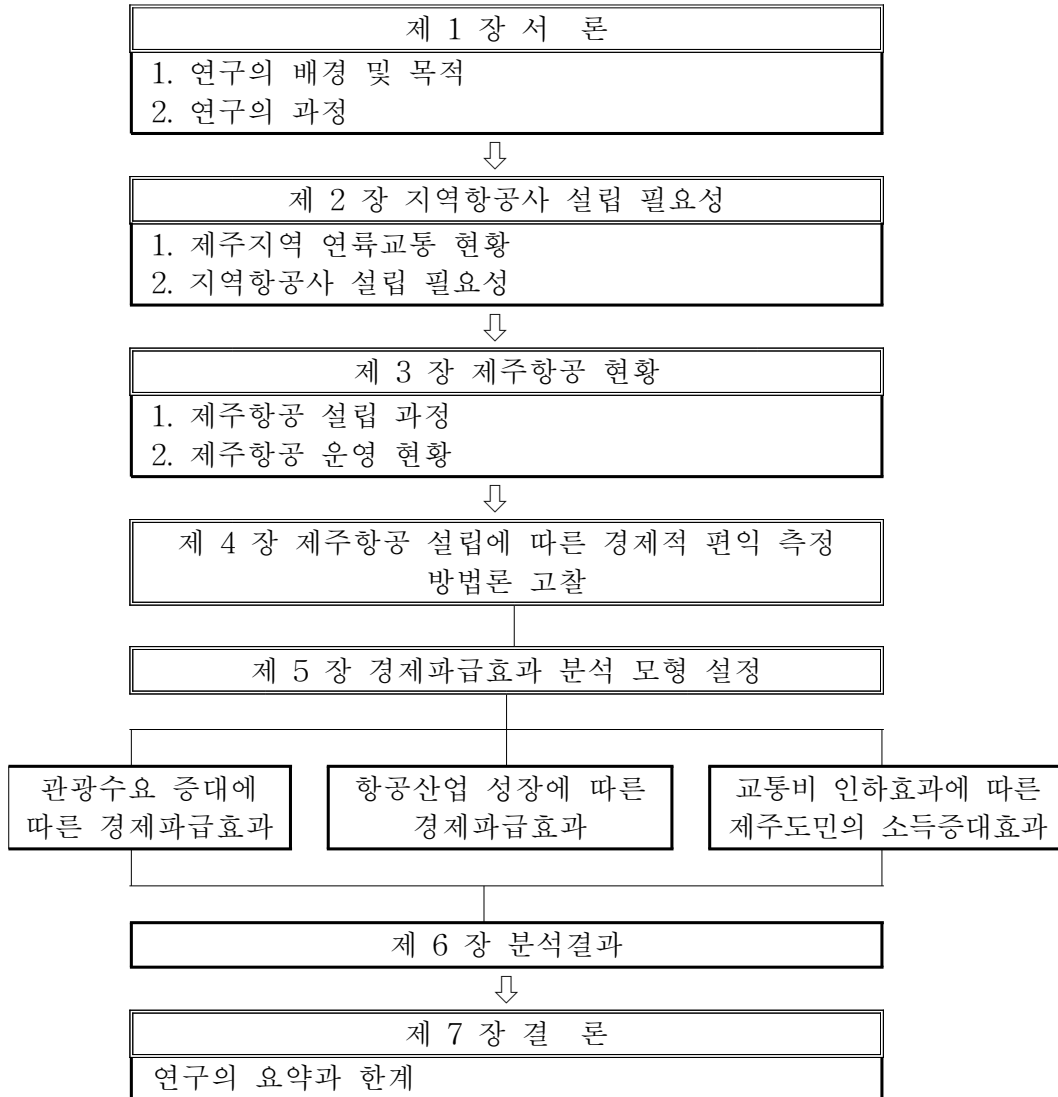 제 1 장 서 론
1. 연구의 배경 및 목적
2. 연구의 과정
제 2 장 지역항공사 설립 필요성
1. 제주지역 연륙교통 현황
2. 지역항공사 설립 필요성
제 3 장 제주항공 현황
1. 제주항공 설립 과정
2. 제주항공 운영 현황
제 4 장 제주항공 설립에 따른 경제적 편익 측정
방법론 고찰
제 5 장 경제파급효과 분석 모형 설정
관광수요 증대에
따른 경제파급효과
항공산업 성장에 따른
경제파급효과
교통비 인하효과에 따른
제주도민의 소득증대효과
제 6 장 분석결과
제 7 장 결 론
연구의 요약과 한계